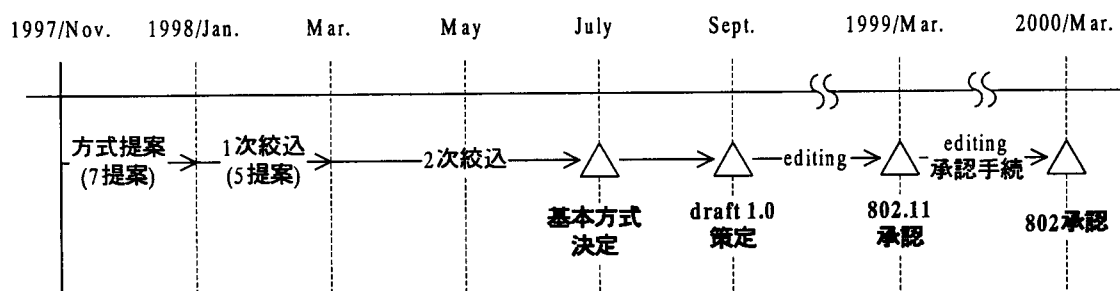 1997/Nov. 1998/Jan. Mar. May July Sept. 1999/Mar. 2000/Mar.
方式提案
(7提案)
1次絞込
(5提案)
2次絞込
editing
editing
承認手続
基本方式
決定
draft 1.0
策定
802.11
承認
802承認